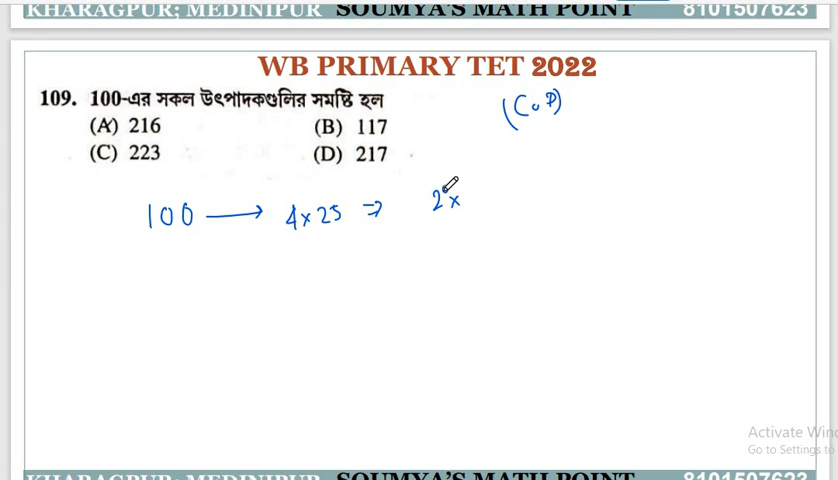 KHARAGPUR; MEDINIPUR SOUMYA'S MATH POINT 8101507623
WB PRIMARY TET 2022
109. 100-এর সকল উৎপাদকগুলির সমষ্টি হল
(A) 216 (B) 117
(C) 223 (D) 217
(C.P)
100 → 4 x 25 ⇒ 2 x
Activate Win
Go to Settings to
KHARAGPUR; MEDINIPUR SOUMYA'S MATH POINT 8101507623